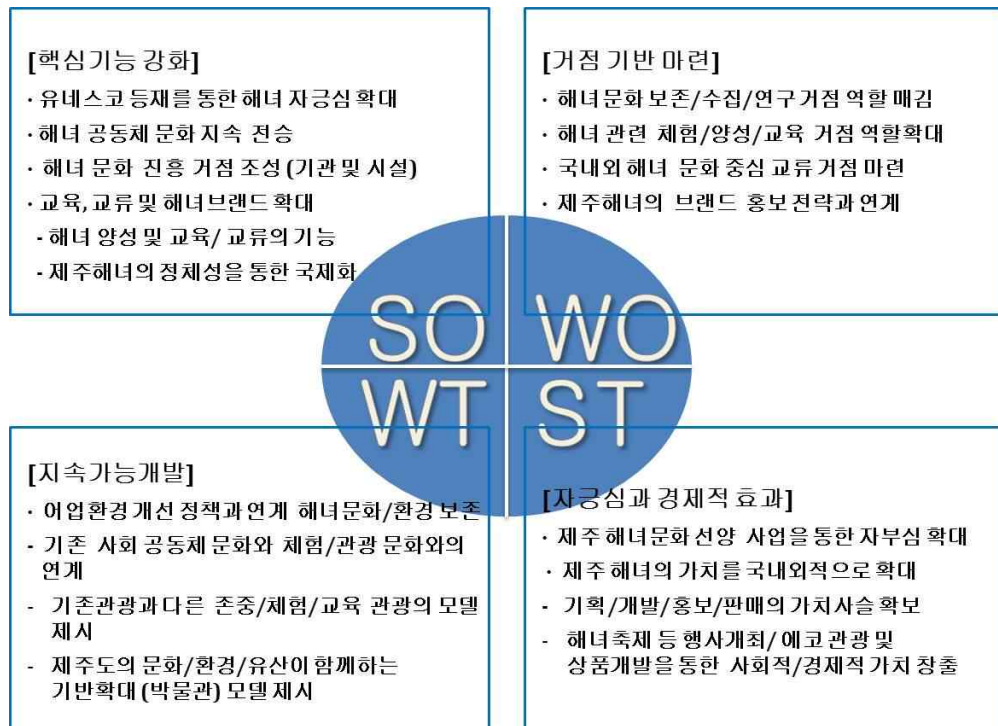 [핵심기능 강화]
· 유네스코 등재를 통한 해녀 자긍심 확대
· 해녀 공동체 문화 지속 전승
· 해녀 문화 진흥 거점 조성 (기관 및 시설)
· 교육, 교류 및 해녀브랜드 확대
- 해녀 양성 및 교육/ 교류의 기능
- 제주해녀의 정체성을 통한 국제화
[거점 기반 마련]
· 해녀문화 보존/수집/연구 거점 역할 매김
· 해녀 관련 체험/양성/교육 거점 역할확대
· 국내외 해녀 문화 중심 교류 거점 마련
· 제주해녀의 브랜드 홍보 전략과 연계
SO WO
WT ST
[지속가능개발]
· 어업환경 개선 정책과 연계 해녀문화/환경 보존
- 기존 사회 공동체 문화와 체험/관광 문화와의
연계
- 기존관광과 다른 존중/체험/교육 관광의 모델
제시
- 제주도의 문화/환경/유산이 함께하는
기반확대 (박물관) 모델 제시
[자긍심과 경제적 효과]
· 제주 해녀문화 선양 사업을 통한 자부심 확대
· 제주 해녀의 가치를 국내외적으로 확대
- 기획/개발/홍보/판매의 가치사슬 확보
- 해녀축제 등 행사개최/ 에코 관광 및
상품개발을 통한 사회적/경제적 가치 창출